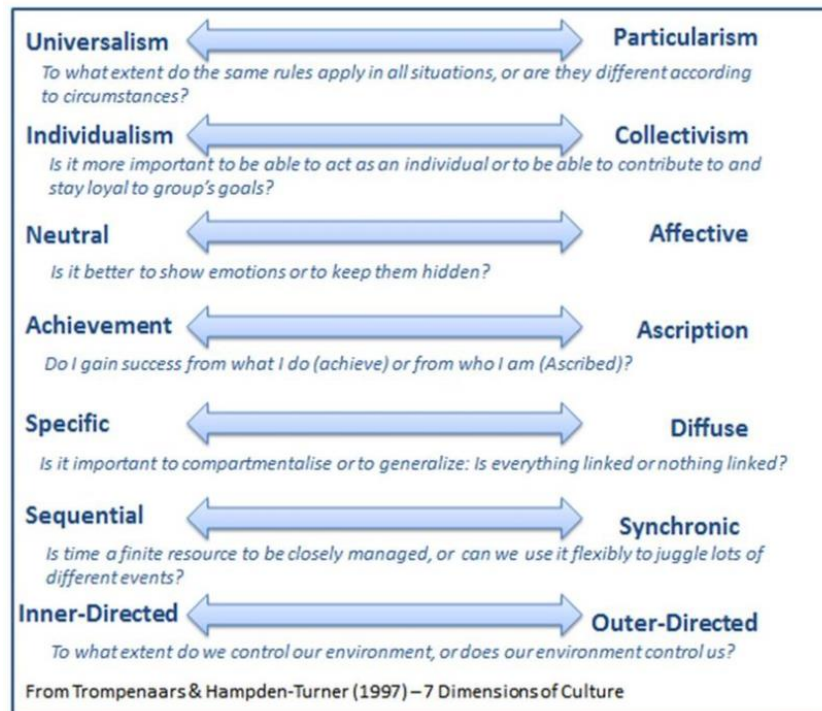 Universalism Particularism
To what extent do the same rules apply in all situations, or are they different according
to circumstances?
Individualism Collectivism
Is it more important to be able to act as an individual or to be able to contribute to and
stay loyal to group's goals?
Neutral Affective
Is it better to show emotions or to keep them hidden?
Achievement Ascription
Do I gain success from what I do (achieve) or from who I am (Ascribed)?
Specific Diffuse
Is it important to compartmentalise or to generalize: Is everything linked or nothing linked?
Sequential Synchronic
Is time a finite resource to be closely managed, or can we use it flexibly to juggle lots of
different events?
Inner-Directed Outer-Directed
To what extent do we control our environment, or does our environment control us?
From Trompenaars & Hampden-Turner (1997) – 7 Dimensions of Culture